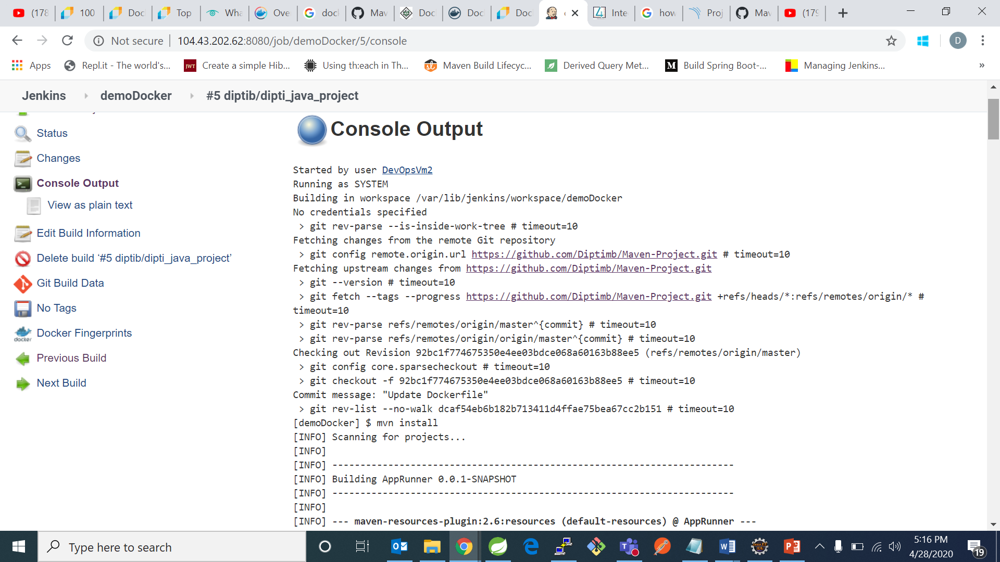 (178
100
Doc
Top
Wha
Ove
doc
Mav
Doc
Doc
Doc
Inte
how
Proj
Mav
(179
Not secure
104.43.202.62:8080/job/demoDocker/5/console
D
Apps
Repl.it - The world's...
JWT
Create a simple Hib...
Using th:each in Th...
Maven Build Lifecyc...
Derived Query Met...
M
Build Spring Boot-...
Managing Jenkins...
»
Jenkins
demoDocker
#5 diptib/dipti_java_project
Status
Changes
Console Output
View as plain text
Edit Build Information
Delete build ‘#5 diptib/dipti_java_project’
Git Build Data
No Tags
docker
Docker Fingerprints
Previous Build
Next Build
Console Output
Started by user DevOpsVm2
Running as SYSTEM
Building in workspace /var/lib/jenkins/workspace/demoDocker
No credentials specified
> git rev-parse --is-inside-work-tree # timeout=10
Fetching changes from the remote Git repository
> git config remote.origin.url https://github.com/Diptimb/Maven-Project.git # timeout=10
Fetching upstream changes from https://github.com/Diptimb/Maven-Project.git
> git --version # timeout=10
> git fetch --tags --progress https://github.com/Diptimb/Maven-Project.git +refs/heads/*:refs/remotes/origin/* #
timeout=10
> git rev-parse refs/remotes/origin/master^{commit} # timeout=10
> git rev-parse refs/remotes/origin/origin/master^{commit} # timeout=10
Checking out Revision 92bc1f774675350e4ee03bdce068a60163b88ee5 (refs/remotes/origin/master)
> git config core.sparsecheckout # timeout=10
> git checkout -f 92bc1f774675350e4ee03bdce068a60163b88ee5 # timeout=10
Commit message: "Update Dockerfile"
> git rev-list --no-walk dcaf54eb6b182b713411d4ffae75bea67cc2b151 # timeout=10
[demoDocker] $ mvn install
[INFO] Scanning for projects...
[INFO]
[INFO] ------------------------------------------------------------------------
[INFO] Building AppRunner 0.0.1-SNAPSHOT
[INFO] ------------------------------------------------------------------------
[INFO]
[INFO] --- maven-resources-plugin:2.6:resources (default-resources) @ AppRunner ---
Type here to search
5:16 PM
4/28/2020
19